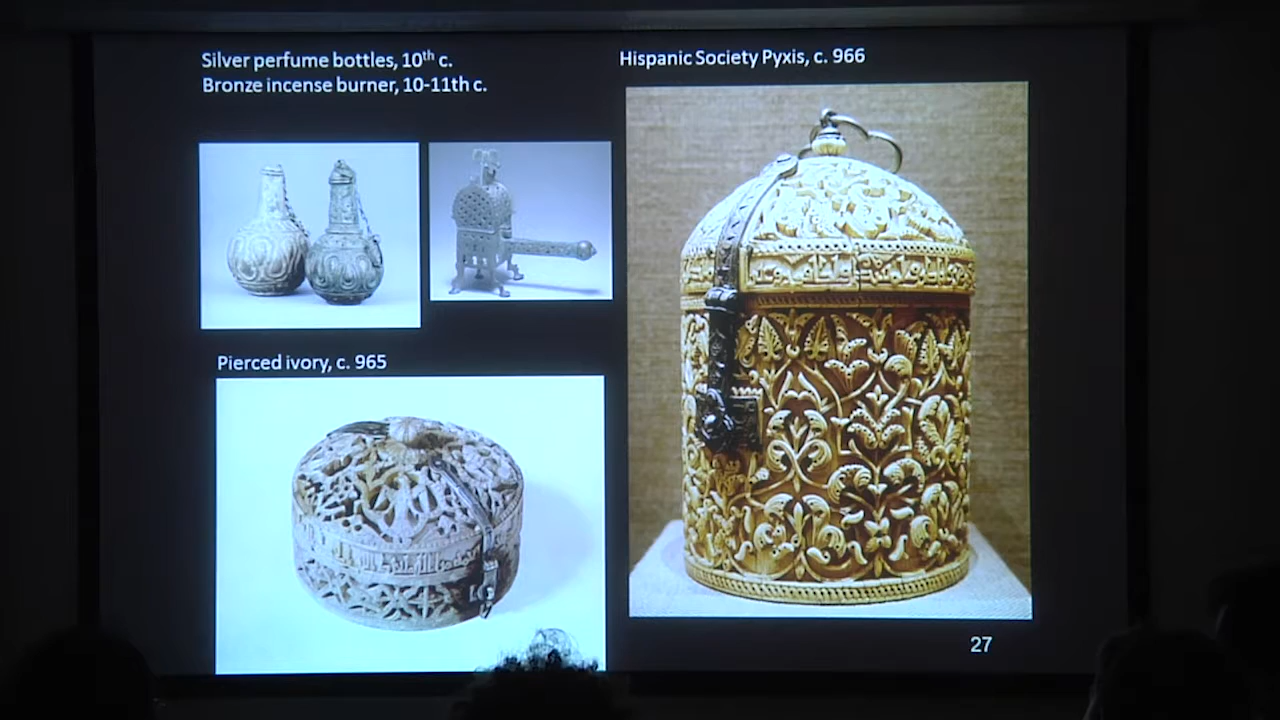 Silver perfume bottles, 10th c.
Bronze incense burner, 10-11th c.
Hispanic Society Pyxis, c. 966
Pierced ivory, c. 965
27